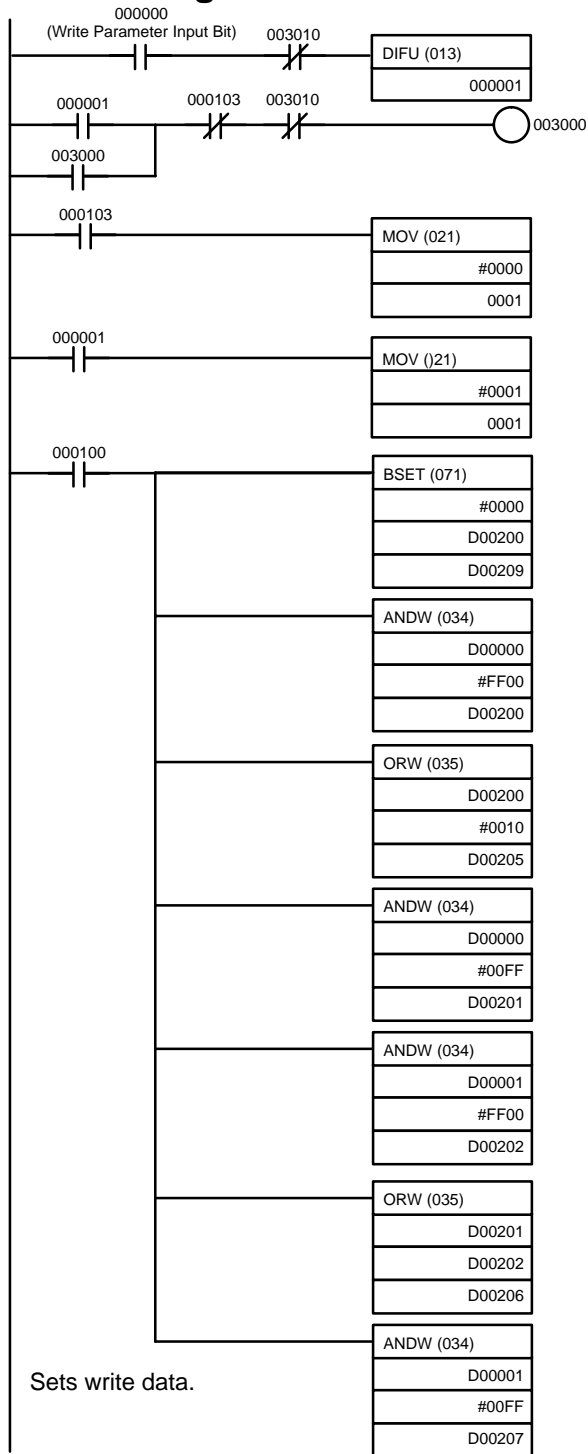 000000
(Write Parameter Input Bit)
003010
DIFU (013)
000001
000001
000103
003010
003000
003000
000103
MOV (021)
#0000
0001
000001
MOV ()21)
#0001
0001
000100
BSET (071)
#0000
D00200
D00209
ANDW (034)
D00000
#FF00
D00200
ORW (035)
D00200
#0010
D00205
ANDW (034)
D00000
#00FF
D00201
ANDW (034)
D00001
#FF00
D00202
ORW (035)
D00201
D00202
D00206
ANDW (034)
D00001
#00FF
D00207
Sets write data.